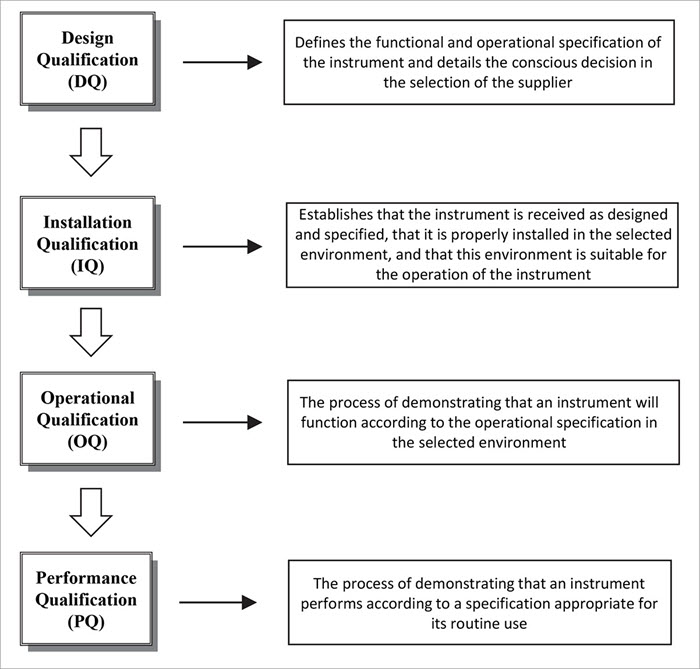 Design
Qualification
(DQ)
Defines the functional and operational specification of
the instrument and details the conscious decision in
the selection of the supplier
Installation
Qualification
(IQ)
Establishes that the instrument is received as designed
and specified, that it is properly installed in the selected
environment, and that this environment is suitable for
the operation of the instrument
Operational
Qualification
(OQ)
The process of demonstrating that an instrument will
function according to the operational specification in
the selected environment
Performance
Qualification
(PQ)
The process of demonstrating that an instrument
performs according to a specification appropriate for
its routine use